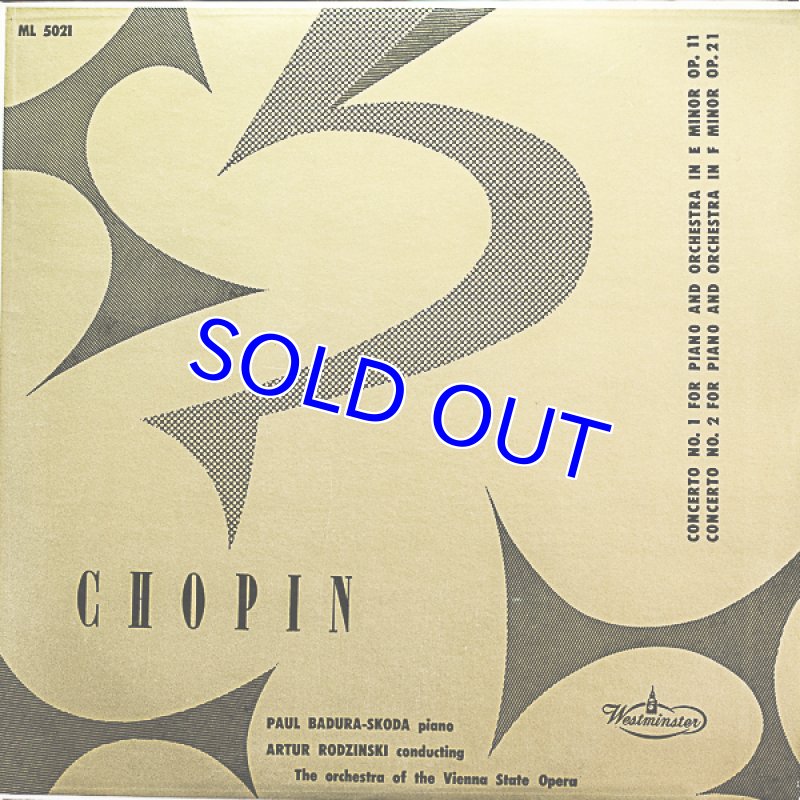 ML 5021
CONCERTO NO. 1 FOR PIANO AND ORCHESTRA IN E MINOR OP. 11
CONCERTO NO. 2 FOR PIANO AND ORCHESTRA IN F MINOR OP. 21
SOLD OUT
CHOPIN
Westminster
PAUL BADURA-SKODA piano
ARTUR RODZINSKI conducting
The orchestra of the Vienna State Opera